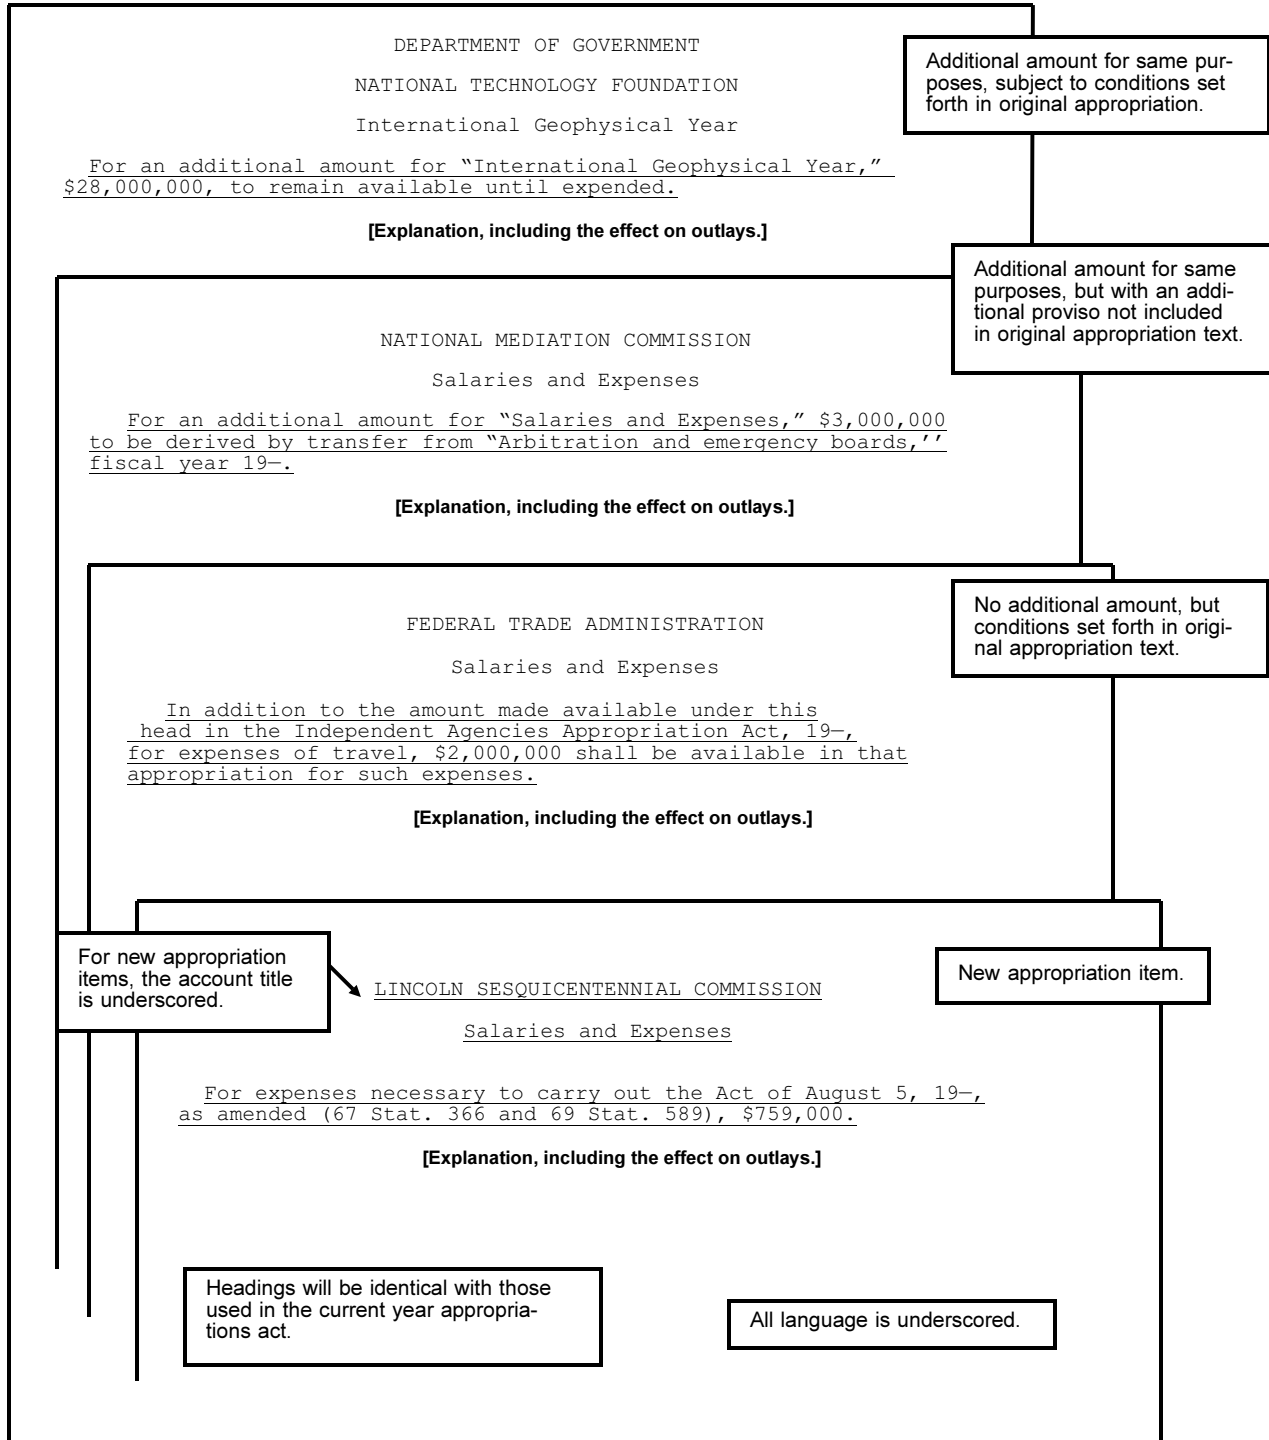 DEPARTMENT OF GOVERNMENT
NATIONAL TECHNOLOGY FOUNDATION
International Geophysical Year
Additional amount for same pur-
poses, subject to conditions set
forth in original appropriation.
For an additional amount for “International Geophysical Year,”
$28,000,000, to remain available until expended.
[Explanation, including the effect on outlays.]
Additional amount for same
purposes, but with an addi-
tional proviso not included
in original appropriation text.
NATIONAL MEDIATION COMMISSION
Salaries and Expenses
For an additional amount for “Salaries and Expenses,” $3,000,000
to be derived by transfer from “Arbitration and emergency boards,’’
fiscal year 19—.
[Explanation, including the effect on outlays.]
No additional amount, but
conditions set forth in origi-
nal appropriation text.
FEDERAL TRADE ADMINISTRATION
Salaries and Expenses
In addition to the amount made available under this
head in the Independent Agencies Appropriation Act, 19—,
for expenses of travel, $2,000,000 shall be available in that
appropriation for such expenses.
[Explanation, including the effect on outlays.]
For new appropriation
items, the account title
is underscored.
New appropriation item.
LINCOLN SESQUICENTENNIAL COMMISSION
Salaries and Expenses
For expenses necessary to carry out the Act of August 5, 19—,
as amended (67 Stat. 366 and 69 Stat. 589), $759,000.
[Explanation, including the effect on outlays.]
Headings will be identical with those
used in the current year appropria-
tions act.
All language is underscored.